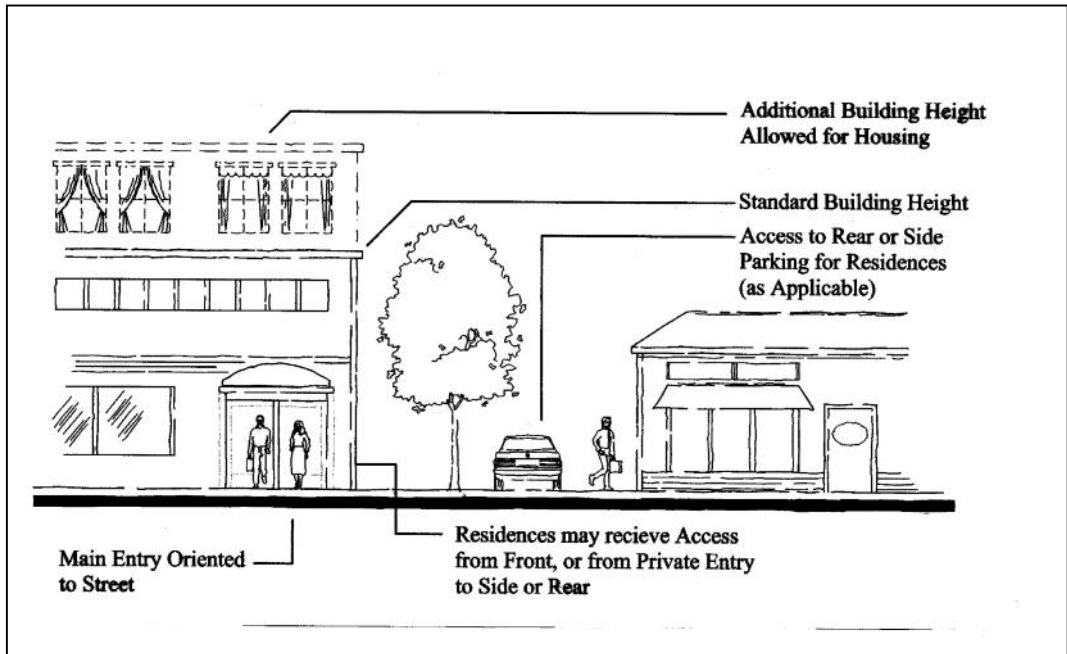 Additional Building Height
Allowed for Housing
Standard Building Height
Access to Rear or Side
Parking for Residences
(as Applicable)
Main Entry Oriented
to Street
Residences may recieve Access
from Front, or from Private Entry
to Side or Rear